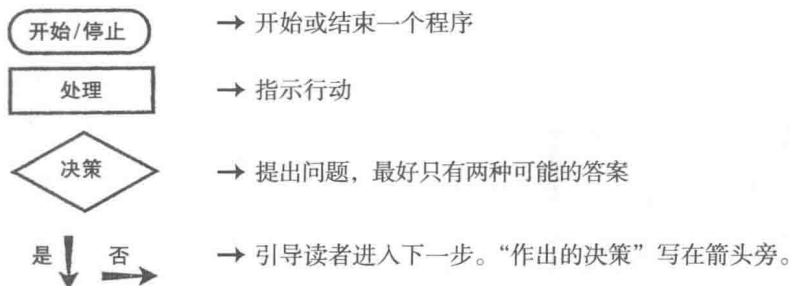 开始/停止 → 开始或结束一个程序
处理 → 指示行动
决策 → 提出问题，最好只有两种可能的答案
是 否 → 引导读者进入下一步。“作出的决策”写在箭头旁。